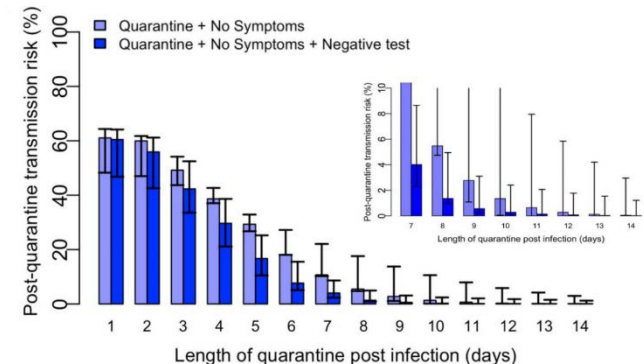 Post-quarantine transmission risk (%)
100
80
60
40
20
0
Quarantine + No Symptoms
Quarantine + No Symptoms + Negative test
1 2 3 4 5 6 7 8 9 10 11 12 13 14
Length of quarantine post infection (days)
Post-quarantine transmission risk (%)
10
8
6
4
2
0
7 8 9 10 11 12 13 14
Length of quarantine post infection (days)